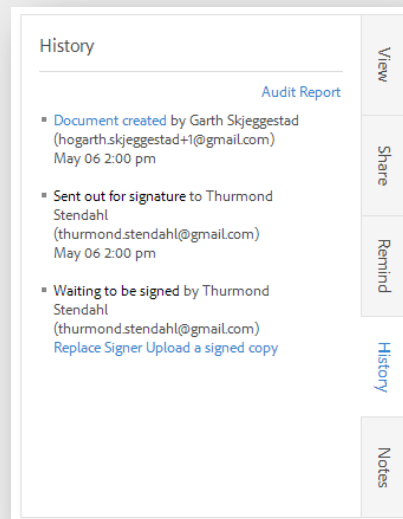 History
Audit Report
Document created by Garth Skjeggestad
(hogarth.skjeggestad+1@gmail.com)
May 06 2:00 pm
Sent out for signature to Thurmond
Stendahl
(thurmond.stendahl@gmail.com)
May 06 2:00 pm
Waiting to be signed by Thurmond
Stendahl
(thurmond.stendahl@gmail.com)
Replace Signer Upload a signed copy
View
Share
Remind
History
Notes